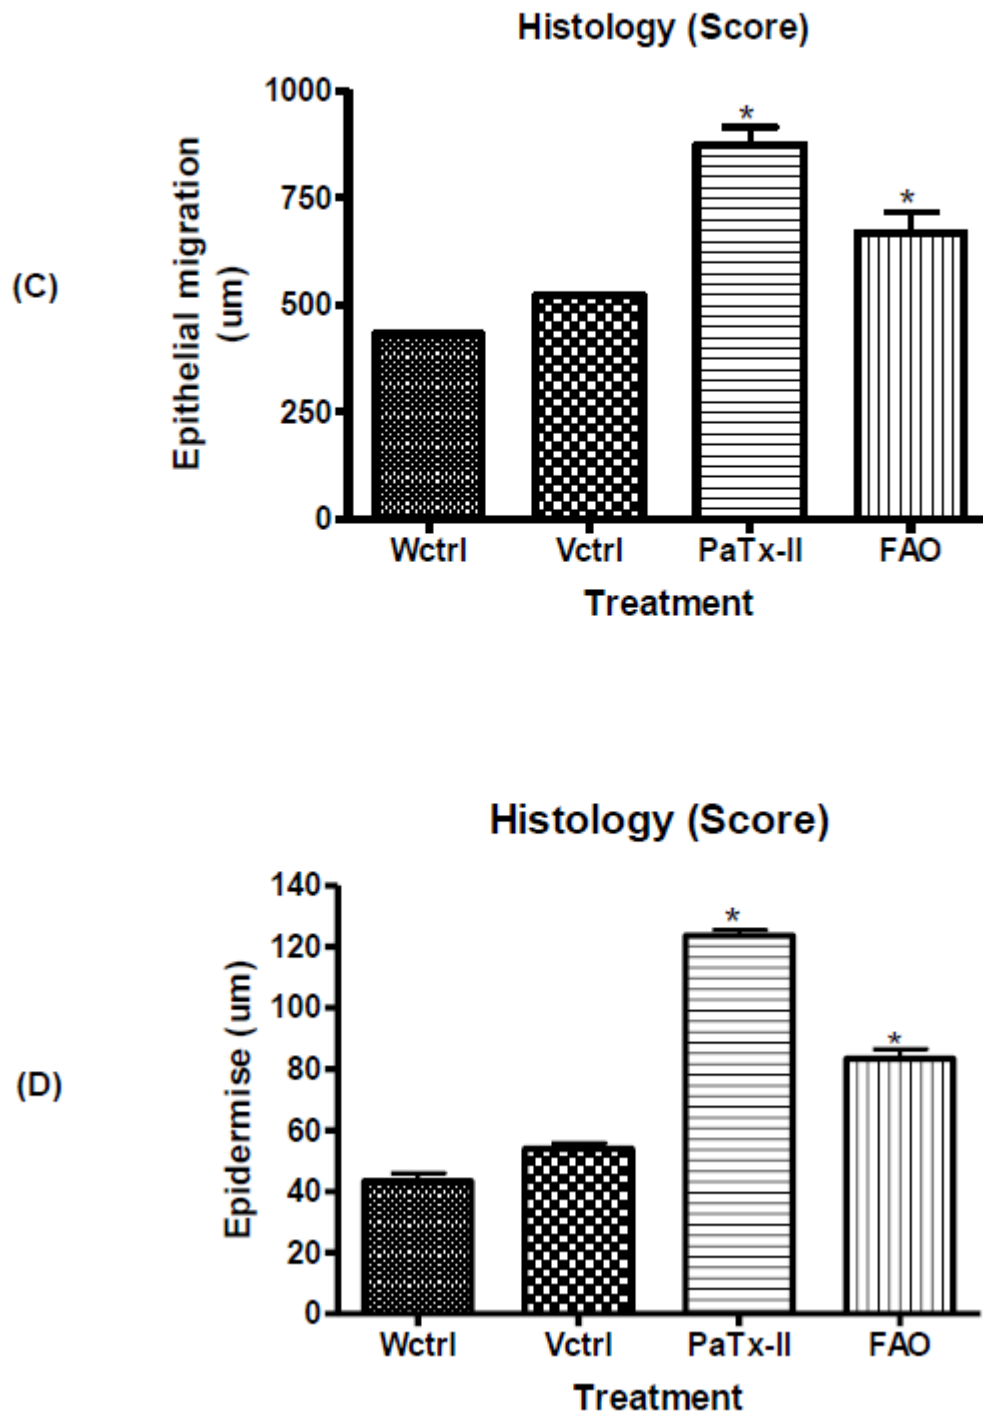 Histology (Score)
(C)
Epithelial migration
(um)
1000
750
500
250
0
*
*
Wctrl Vctrl PaTx-II FAO
Treatment
Histology (Score)
(D)
Epidermise (um)
140
120
100
80
60
40
20
0
*
*
Wctrl Vctrl PaTx-II FAO
Treatment